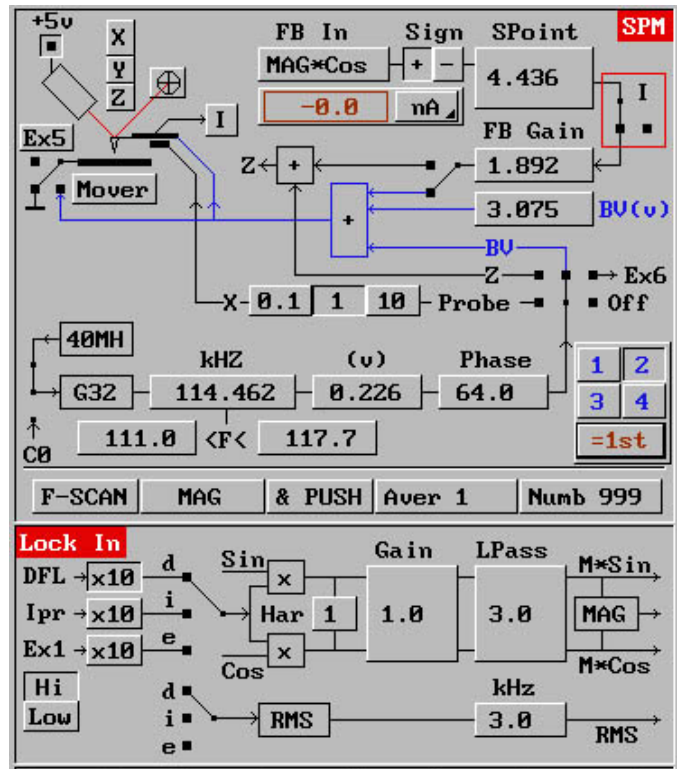 +5v
X
FB In
Sign
SPoint
SPM
Y
MAG*Cos
+
-
4.436
Z
-0.0
nA
I
I
Ex5
FB Gain
Z
+
1.892
Mover
+
3.075
BV(v)
BV
Z
Ex6
X
0.1
1
10
Probe
Off
40MH
kHZ
(v)
Phase
1
2
G32
114.462
0.226
64.0
3
4
C0
111.0
<F<
117.7
=1st
F-SCAN
MAG
& PUSH
Aver 1
Numb 999
Lock In
Sin
Gain
LPass
M*Sin
DFL
x10
d
x
Ipr
x10
i
Har
1
1.0
3.0
MAG
Ex1
x10
e
x
Cos
M*Cos
Hi
d
kHz
Low
i
RMS
3.0
RMS
e